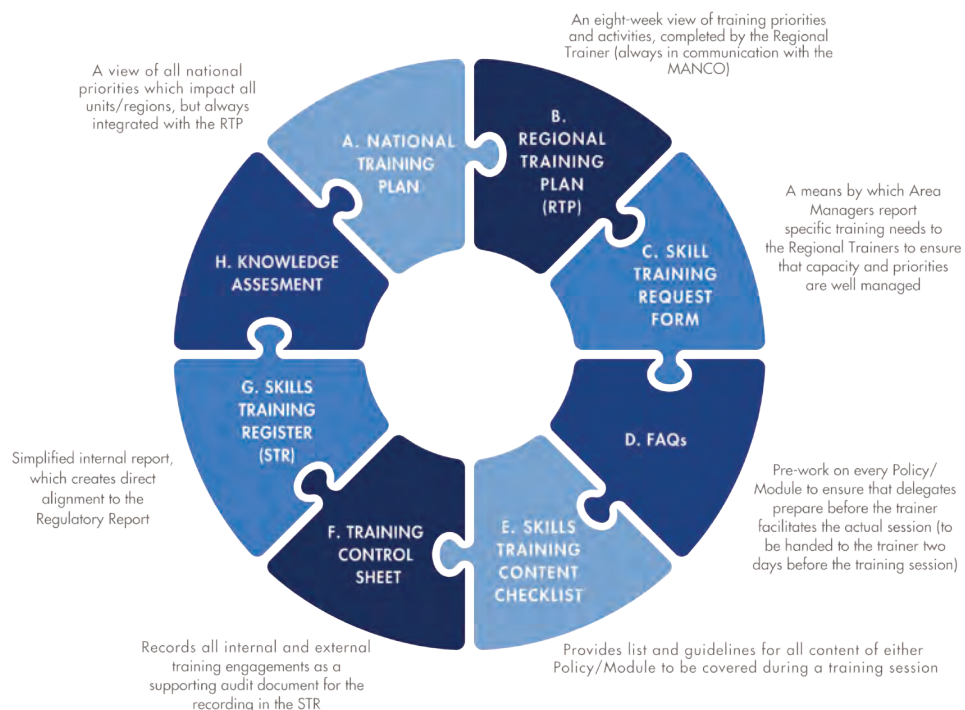 A view of all national
priorities which impact all
units/regions, but always
integrated with the RTP
A. NATIONAL
TRAINING
PLAN
An eight-week view of training priorities
and activities, completed by the Regional
Trainer (always in communication with the
MANCO)
B.
REGIONAL
TRAINING
PLAN
(RTP)
A means by which Area
Managers report
specific training needs to
the Regional Trainers to ensure
that capacity and priorities
are well managed
C. SKILL
TRAINING
REQUEST
FORM
D. FAQs
Pre-work on every Policy/
Module to ensure that delegates
prepare before the trainer
facilitates the actual session (to
be handed to the trainer two
days before the training session)
E. SKILLS
TRAINING
CONTENT
CHECKLIST
Provides list and guidelines for all content of either
Policy/Module to be covered during a training session
F. TRAINING
CONTROL
SHEET
Records all internal and external
training engagements as a
supporting audit document for the
recording in the STR
G. SKILLS
TRAINING
REGISTER
(STR)
Simplified internal report,
which creates direct
alignment to the
Regulatory Report
H. KNOWLEDGE
ASSESMENT